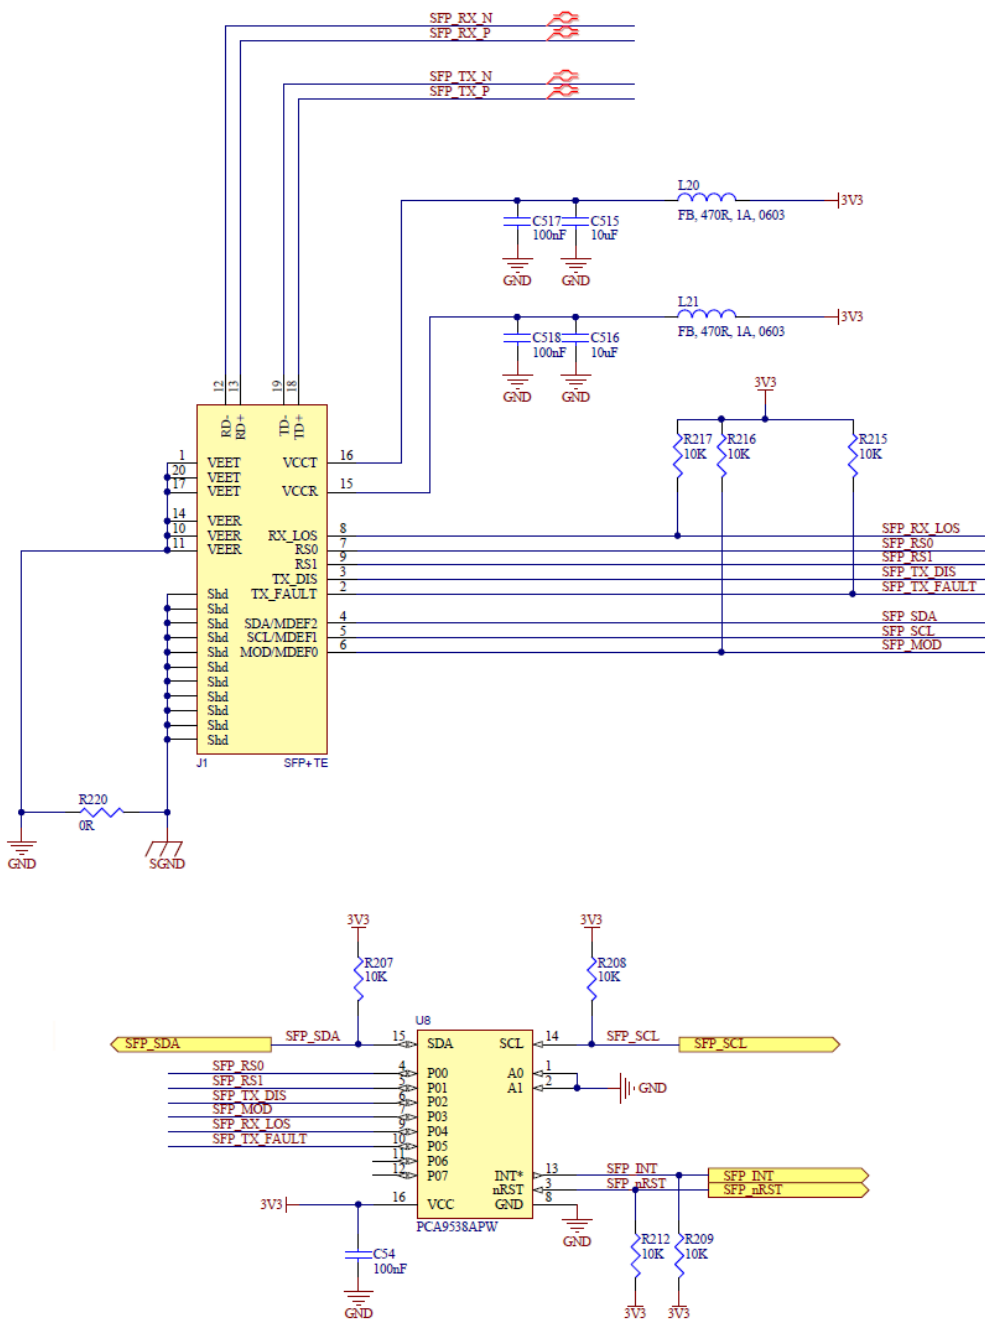 SFP_RX_N
SFP_RX_P
SFP_TX_N
SFP_TX_P
L20
FB, 470R, 1A, 0603
3V3
C517
100nF
C515
10uF
GND
GND
L21
FB, 470R, 1A, 0603
3V3
C518
100nF
C516
10uF
GND
GND
12
13
19
18
RD-
RD+
TD-
TD+
3V3
R217
10K
R216
10K
R215
10K
1 VEET
20 VEET
17 VEET
14 VEER
10 VEER
11 VEER
VCCT 16
VCCR 15
RX_LOS 8 SFP_RX_LOS
RS0 7 SFP_RS0
RS1 9 SFP_RS1
TX_DIS 3 SFP_TX_DIS
TX_FAULT 2 SFP_TX_FAULT
SDA/MDEF2 4 SFP_SDA
SCL/MDEF1 5 SFP_SCL
MOD/MDEF0 6 SFP_MOD
Shd
Shd
Shd
Shd
Shd
Shd
Shd
Shd
Shd
Shd
Shd
J1
SFP+TE
R220
0R
GND
SGND
3V3
R207
10K
3V3
R208
10K
U8
SFP_SDA
SFP_SDA 15 SDA
SCL 14 SFP_SCL
SFP_SCL
SFP_RS0 4 P00
SFP_RS1 5 P01
SFP_TX_DIS 6 P02
SFP_MOD 7 P03
SFP_RX_LOS 9 P04
SFP_TX_FAULT 10 P05
11 P06
12 P07
A0 1
A1 2
GND
INT* 13 SFP_INT
SFP_INT
nRST 3 SFP_nRST
SFP_nRST
3V3
16 VCC
GND 8
PCA9538APW
GND
C54
100nF
GND
R212
10K
R209
10K
3V3
3V3